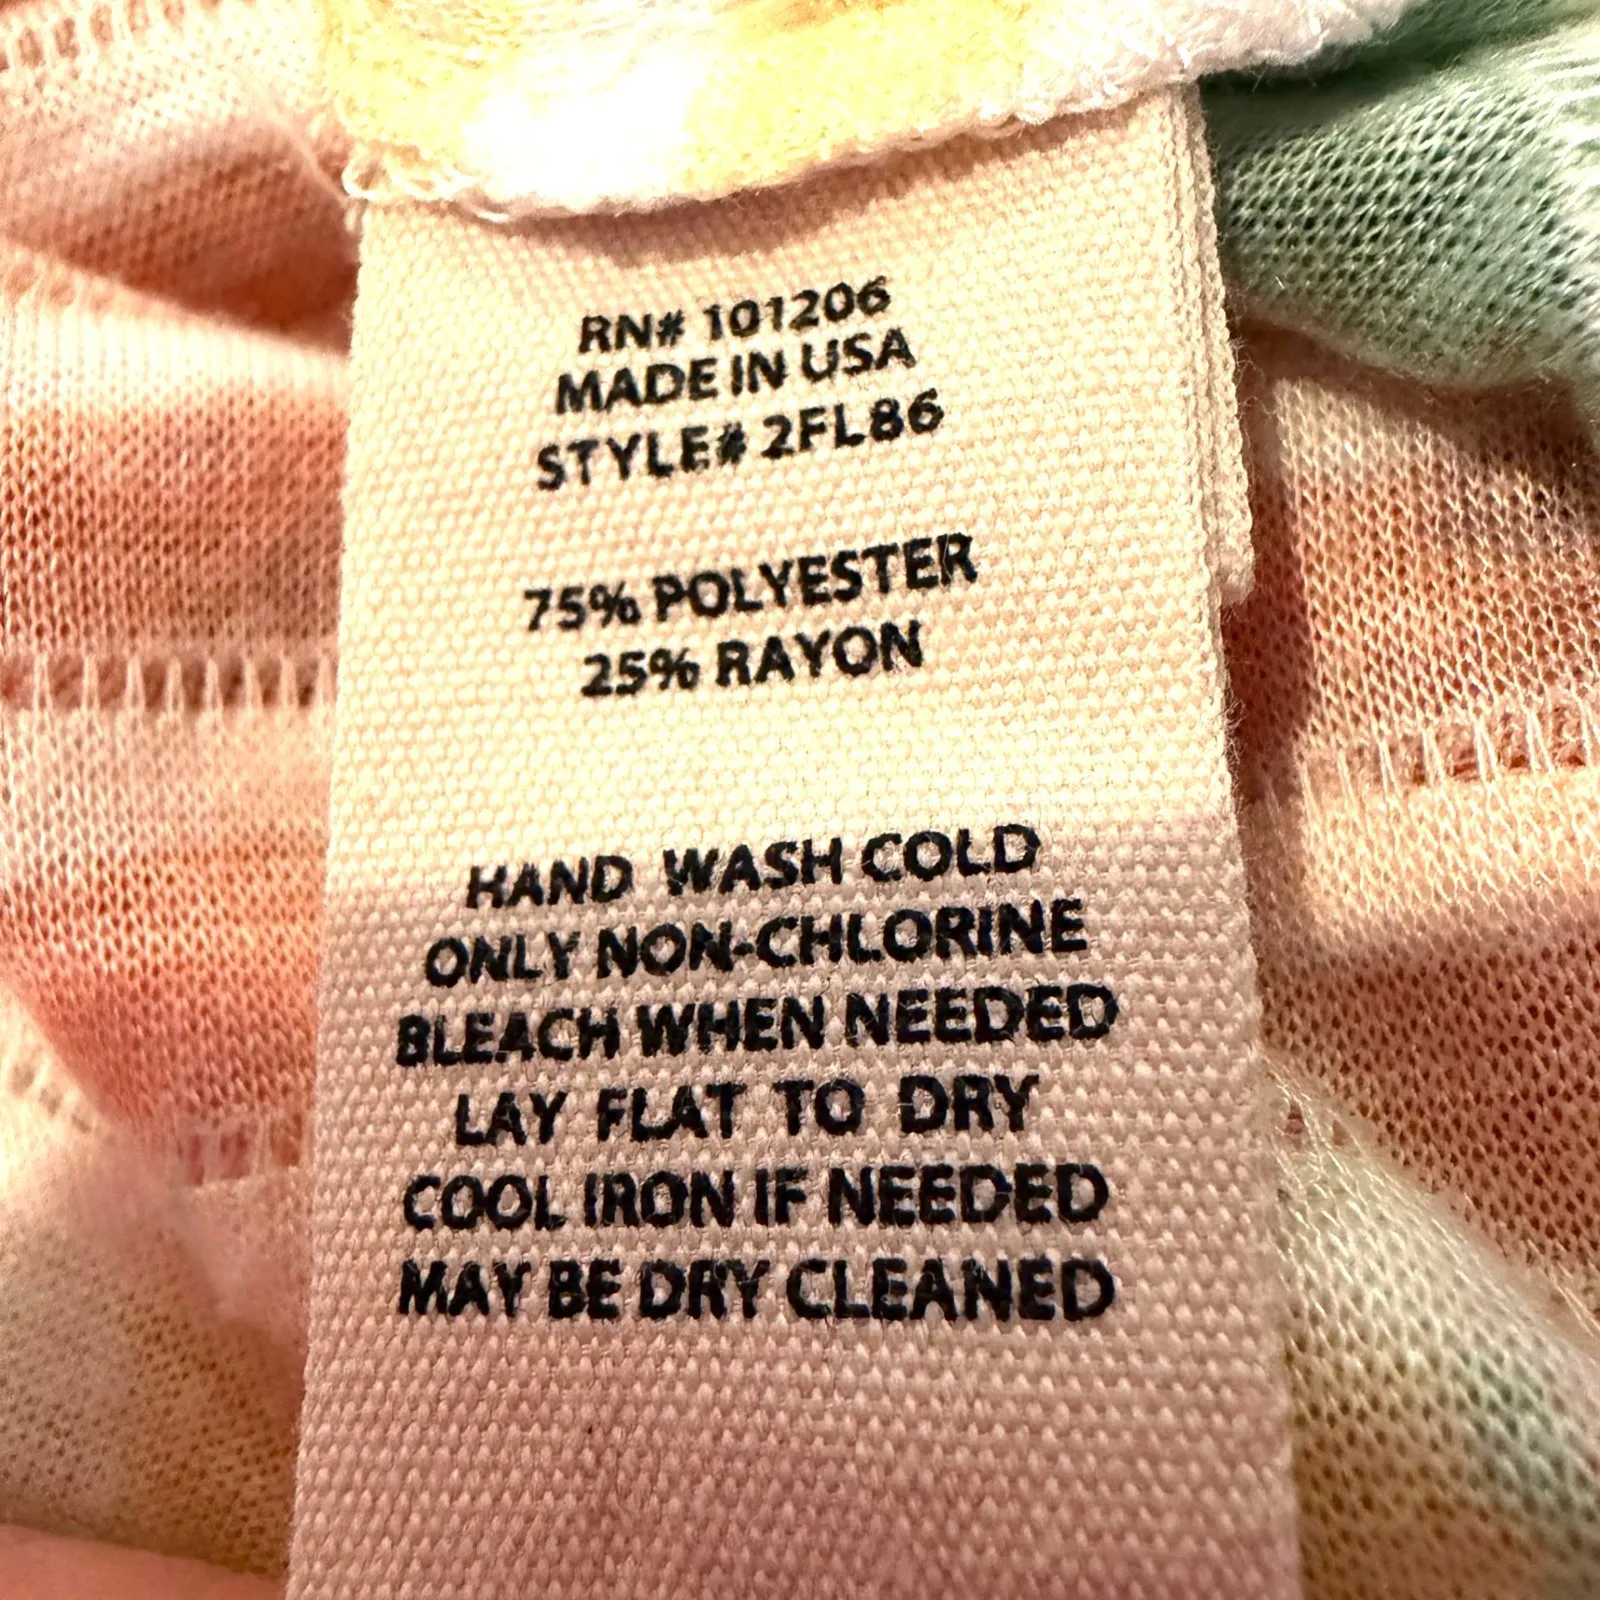 RN# 101206
MADE IN USA
STYLE# 2FL86
75% POLYESTER
25% RAYON
HAND WASH COLD
ONLY NON-CHLORINE
BLEACH WHEN NEEDED
LAY FLAT TO DRY
COOL IRON IF NEEDED
MAY BE DRY CLEANED